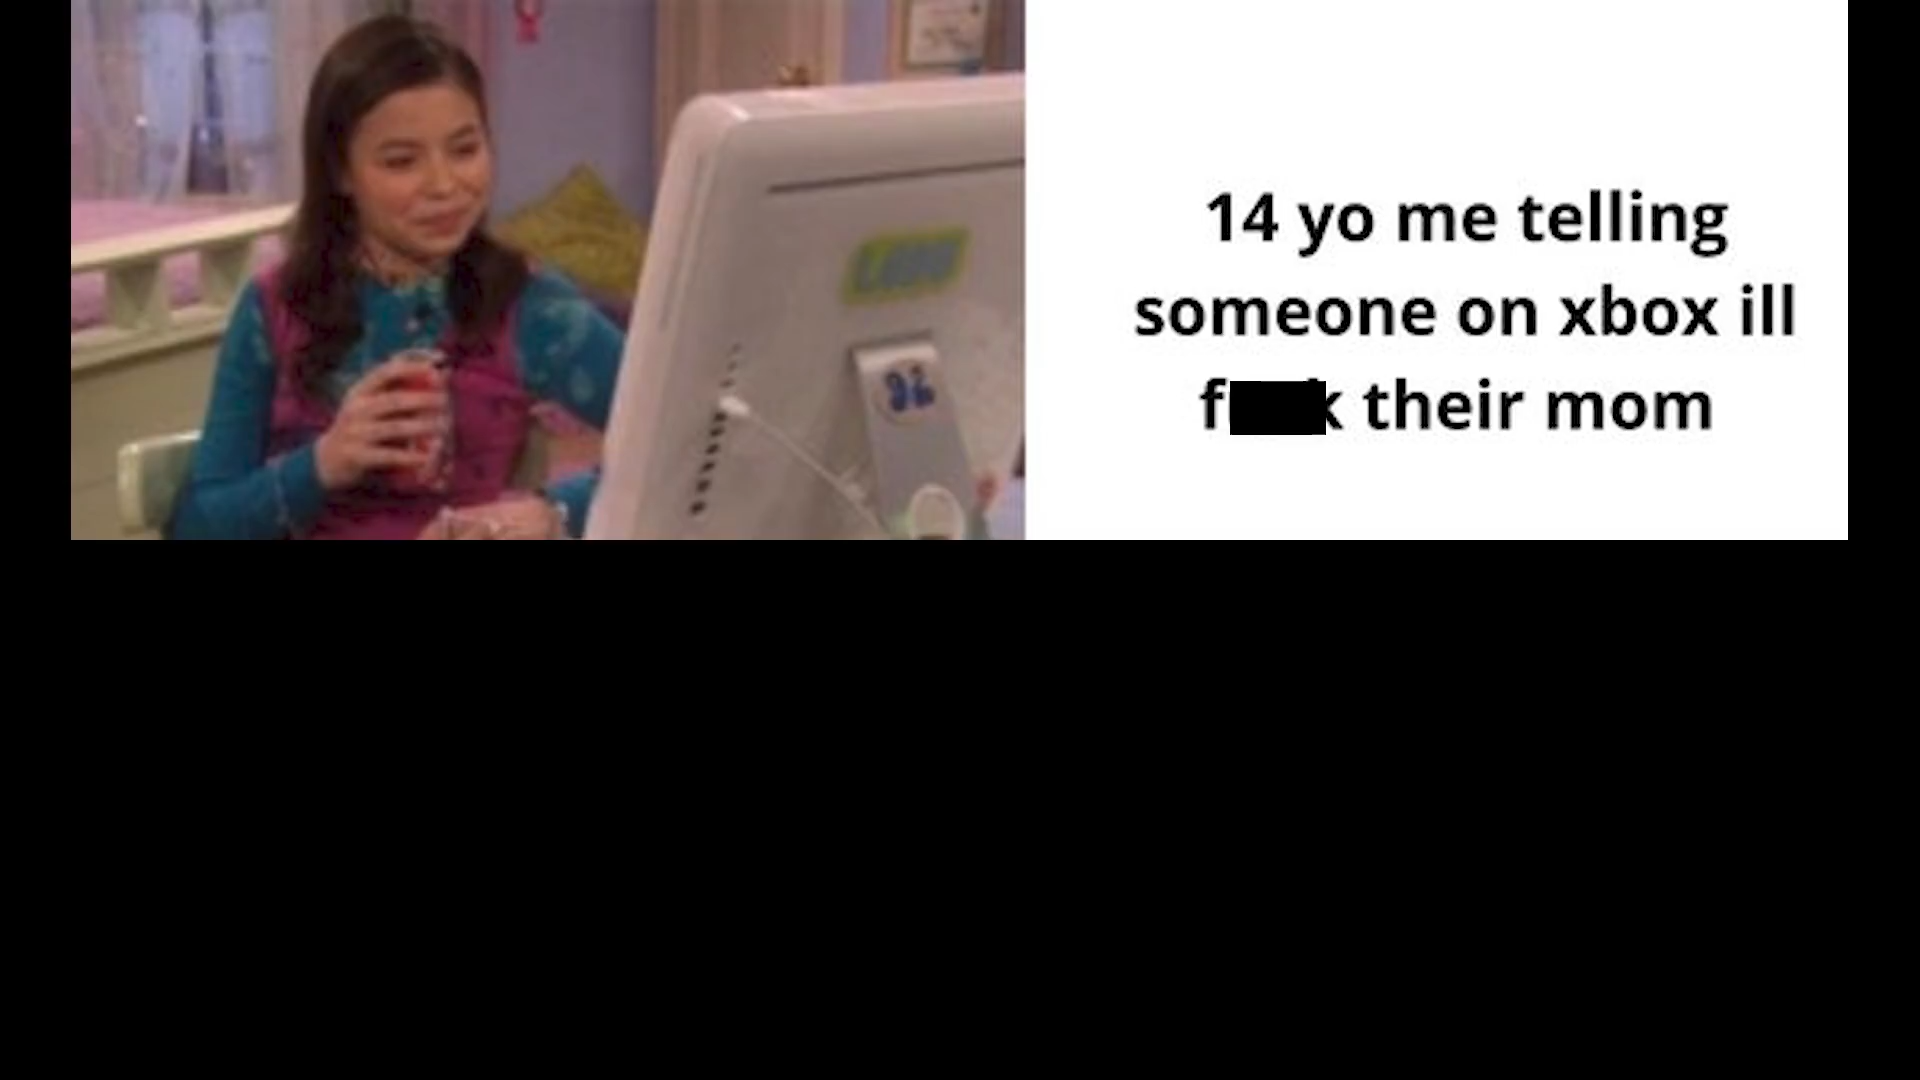 14 yo me telling
someone on xbox ill
f k their mom